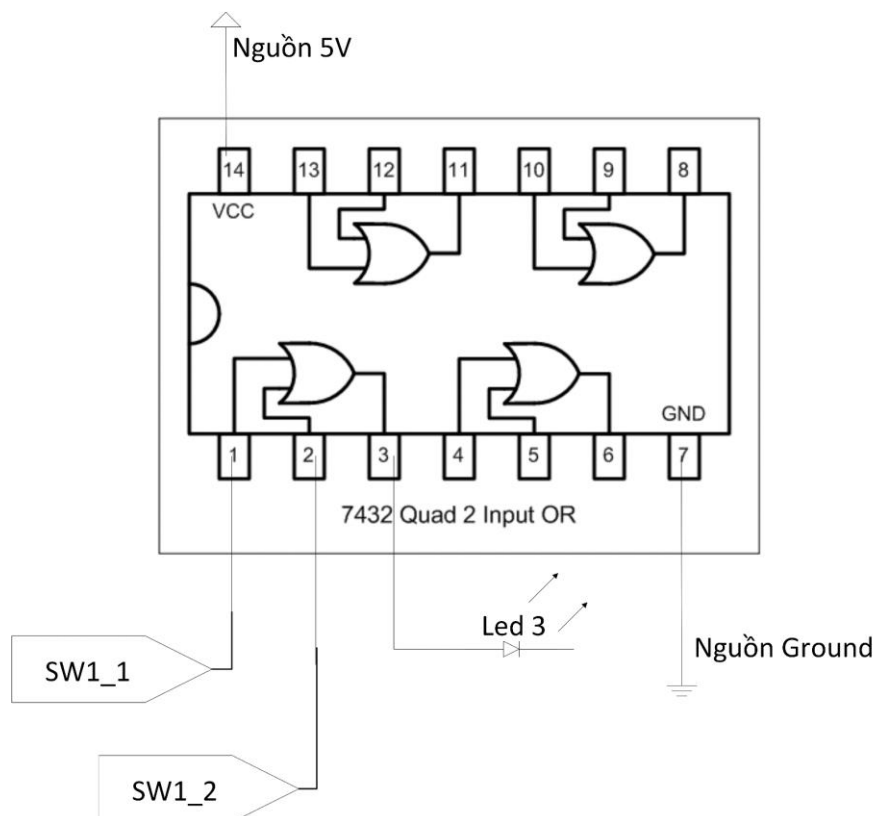 Nguồn 5V
14 13 12 11 10 9 8
VCC
GND
1 2 3 4 5 6 7
7432 Quad 2 Input OR
Led 3
Nguồn Ground
SW1_1
SW1_2